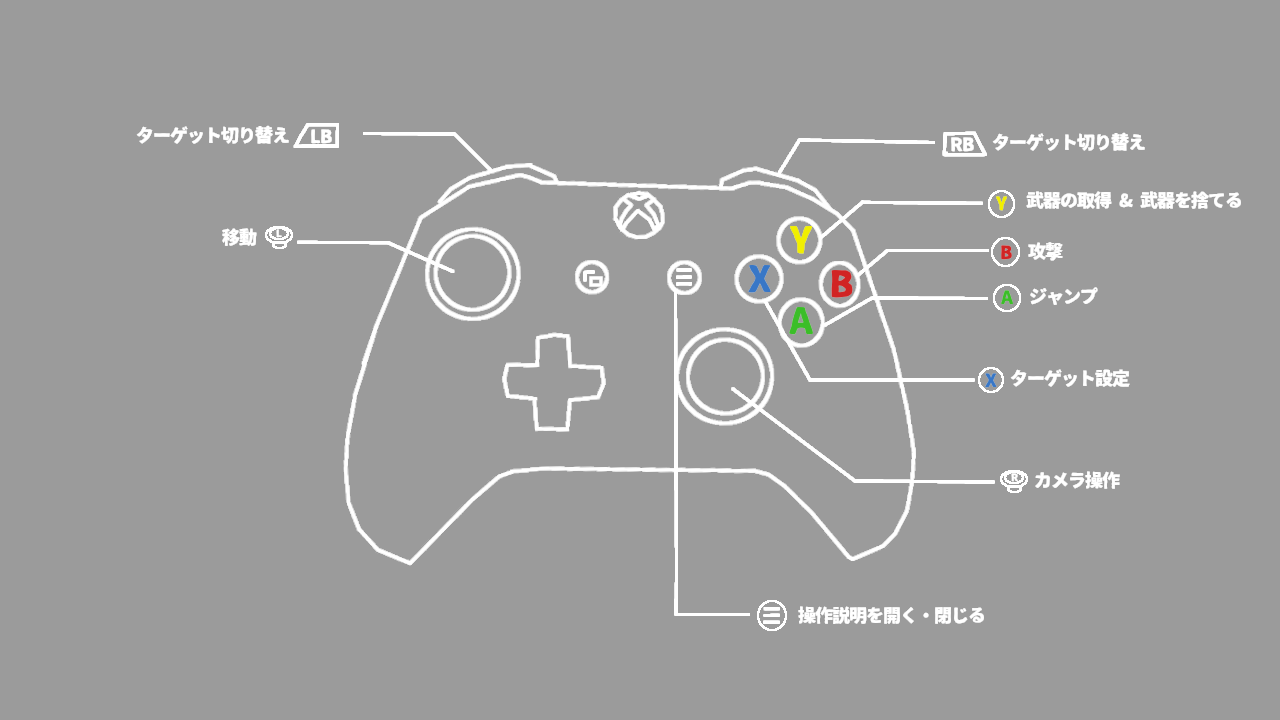 ターゲット切り替え LB
RB ターゲット切り替え
Y 武器の取得 & 武器を捨てる
移動 L
B 攻撃
A ジャンプ
Y
X
B
A
X ターゲット設定
R カメラ操作
操作説明を開く・閉じる